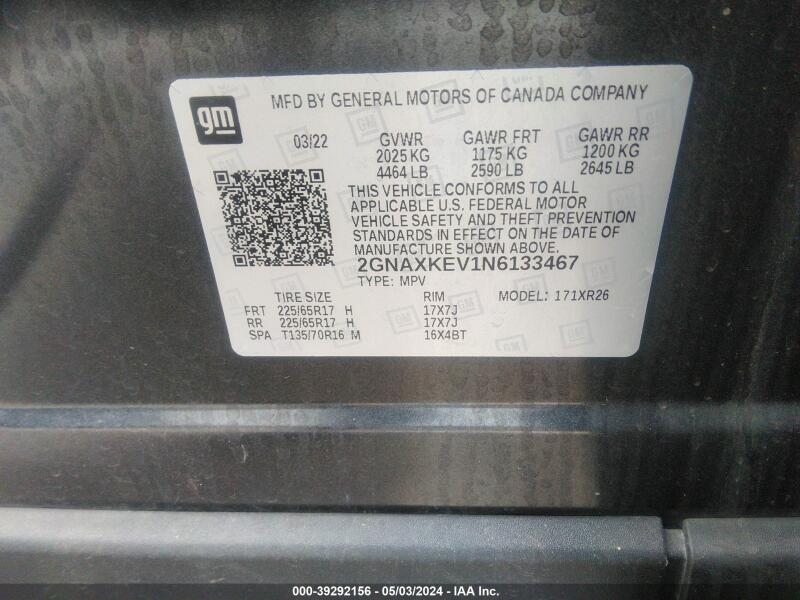 gm
MFD BY GENERAL MOTORS OF CANADA COMPANY
03/22 GVWR GAWR FRT GAWR RR
2025 KG 1175 KG 1200 KG
4464 LB 2590 LB 2645 LB
THIS VEHICLE CONFORMS TO ALL
APPLICABLE U.S. FEDERAL MOTOR
VEHICLE SAFETY AND THEFT PREVENTION
STANDARDS IN EFFECT ON THE DATE OF
MANUFACTURE SHOWN ABOVE.
2GNAXKEV1N6133467
TYPE: MPV
TIRE SIZE RIM MODEL: 171XR26
FRT 225/65R17 H 17X7J
RR 225/65R17 H 17X7J
SPA T135/70R16 M 16X4BT
000-39292156 - 05/03/2024 - IAA Inc.